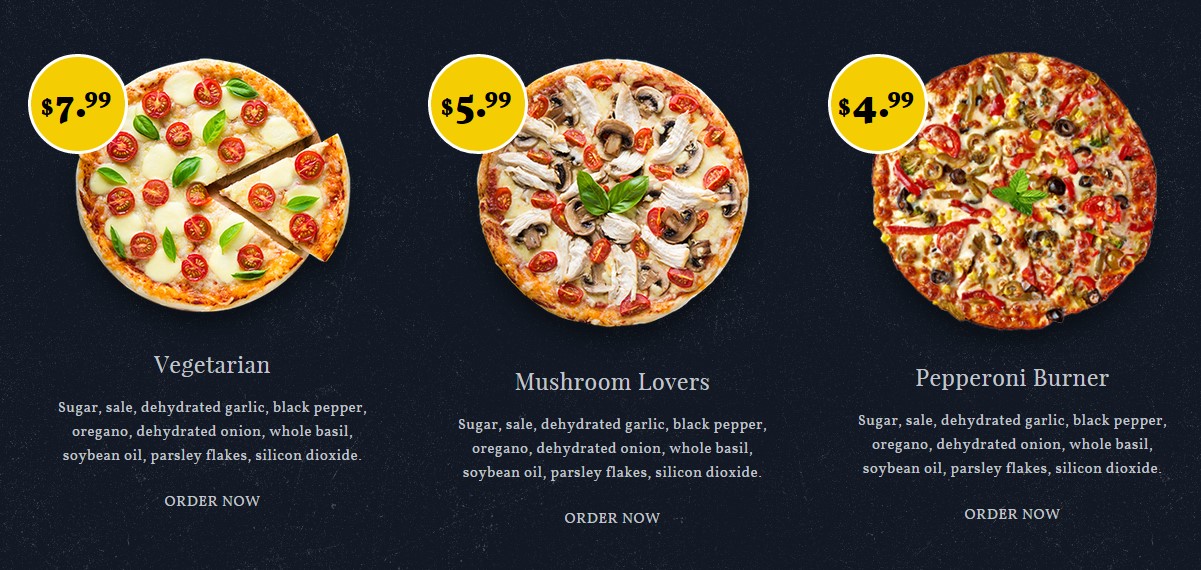 $7.99
Vegetarian
Sugar, sale, dehydrated garlic, black pepper,
oregano, dehydrated onion, whole basil,
soybean oil, parsley flakes, silicon dioxide.
ORDER NOW
$5.99
Mushroom Lovers
Sugar, sale, dehydrated garlic, black pepper,
oregano, dehydrated onion, whole basil,
soybean oil, parsley flakes, silicon dioxide.
ORDER NOW
$4.99
Pepperoni Burner
Sugar, sale, dehydrated garlic, black pepper,
oregano, dehydrated onion, whole basil,
soybean oil, parsley flakes, silicon dioxide.
ORDER NOW